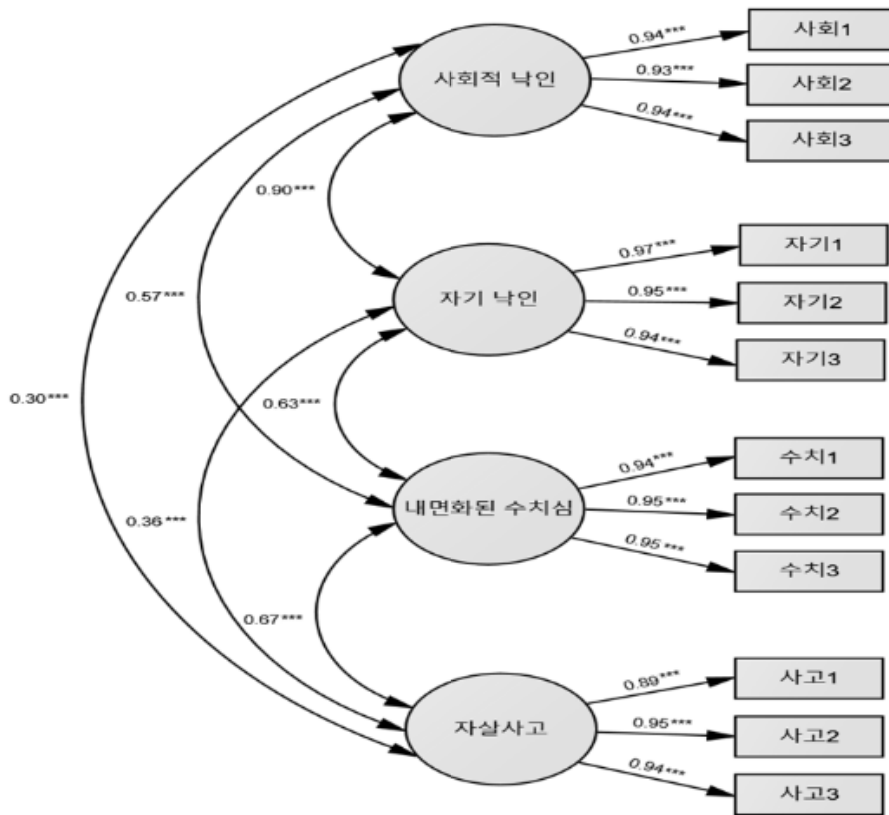 사회적 낙인
0.94***
사회1
0.93***
사회2
0.94***
사회3
0.90***
자기 낙인
0.97***
자기1
0.95***
자기2
0.94***
자기3
0.57***
0.63***
0.30***
내면화된 수치심
0.94***
수치1
0.95***
수치2
0.95***
수치3
0.36***
0.67***
자살사고
0.89***
사고1
0.95***
사고2
0.94***
사고3